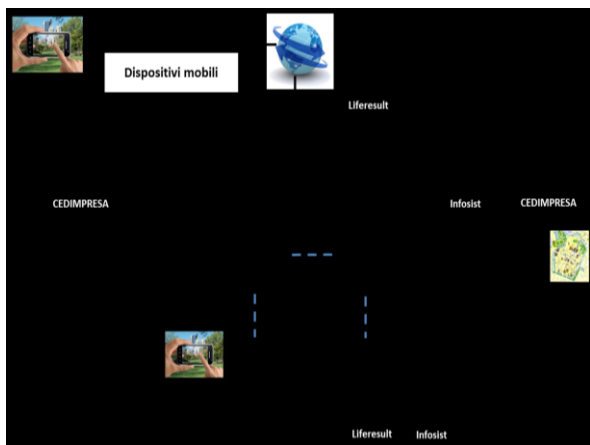 Dispositivi mobili
Liferesult
CEDIMPRESA
Infosist
CEDIMPRESA
Liferesult
Infosist